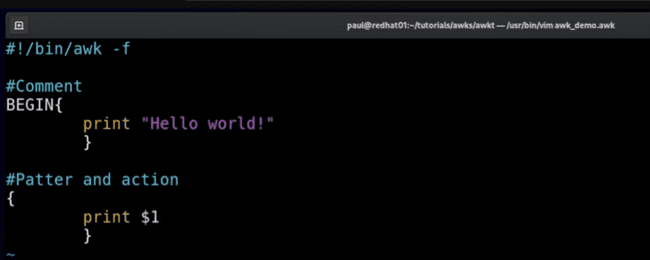 paul@redhat01:~/tutorials/awks/awkt — /usr/bin/vim awk_demo.awk
#!/bin/awk -f
#Comment
BEGIN{
print "Hello world!"
}
#Patter and action
{
print $1
}
~